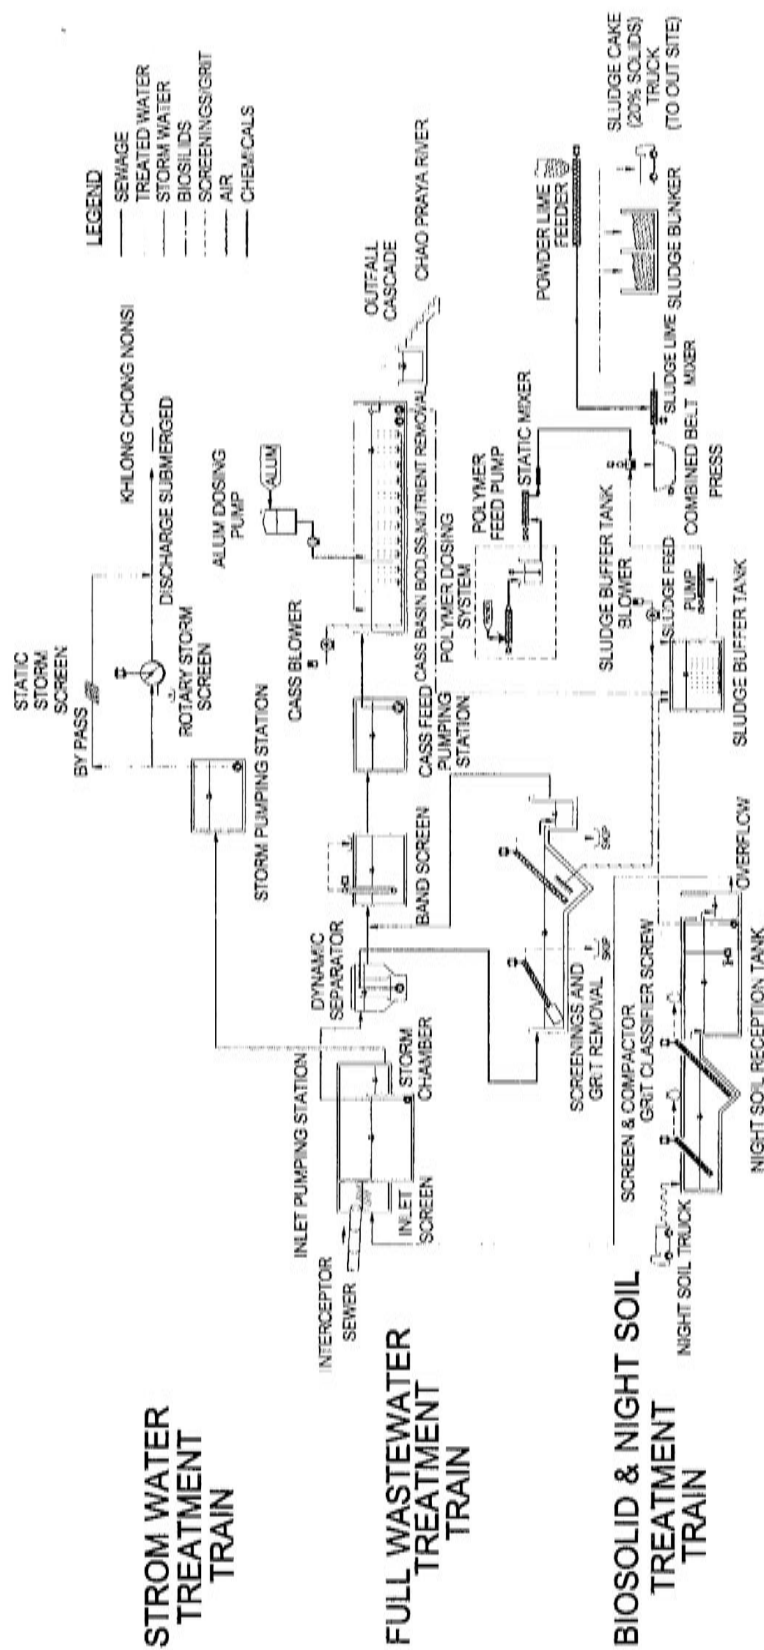 STROM WATER
TREATMENT
TRAIN
STATIC
STORM
SCREEN
BY PASS
ROTARY STORM
SCREEN
STORM PUMPING STATION
KHLONG CHONG NONSI
DISCHARGE SUBMERGED
LEGEND
SEWAGE
TREATED WATER
STORM WATER
BIOSILIDS
SCREENINGS/GRIT
AIR
CHEMICALS
FULL WASTEWATER
TREATMENT
TRAIN
INTERCEPTOR
SEWER
INLET PUMPING STATION
INLET
SCREEN
STORM
CHAMBER
DYNAMIC
SEPARATOR
BAND SCREEN
CASS FEED
PUMPING
STATION
CASS BLOWER
ALUM DOSING
PUMP
ALUM
CASS BASIN BOD,SS,NUTRIENT REMOVAL
OUTFALL
CASCADE
CHAO PRAYA RIVER
SCREENINGS AND
GRIT REMOVAL
SKIP
SKIP
POLYMER DOSING
SYSTEM
POLYMER
FEED PUMP
STATIC MIXER
BIOSOLID & NIGHT SOIL
TREATMENT
TRAIN
NIGHT SOIL TRUCK
SCREEN & COMPACTOR
GRIT CLASSIFIER SCREW
NIGHT SOIL RECEPTION TANK
OVERFLOW
SLUDGE BUFFER TANK
BLOWER
SLUDGE FEED
PUMP
SLUDGE BUFFER TANK
COMBINED BELT
PRESS
SLUDGE LIME
MIXER
POWDER LIME
FEEDER
SLUDGE BUNKER
SLUDGE CAKE
(20% SOLIDS)
TRUCK
(TO OUT SITE)